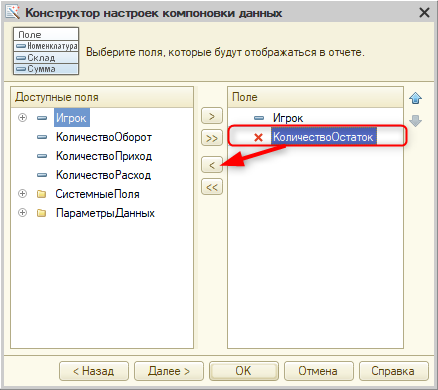 Конструктор настроек компоновки данных
Поле
Номенклатура
Склад
Сумма
Выберите поля, которые будут отображаться в отчете.
Доступные поля
Игрок
КоличествоОборот
КоличествоПриход
КоличествоРасход
СистемныеПоля
ПараметрыДанных
>
>>
<
<<
Поле
Игрок
КоличествоОстаток
< Назад
Далее >
OK
Отмена
Справка